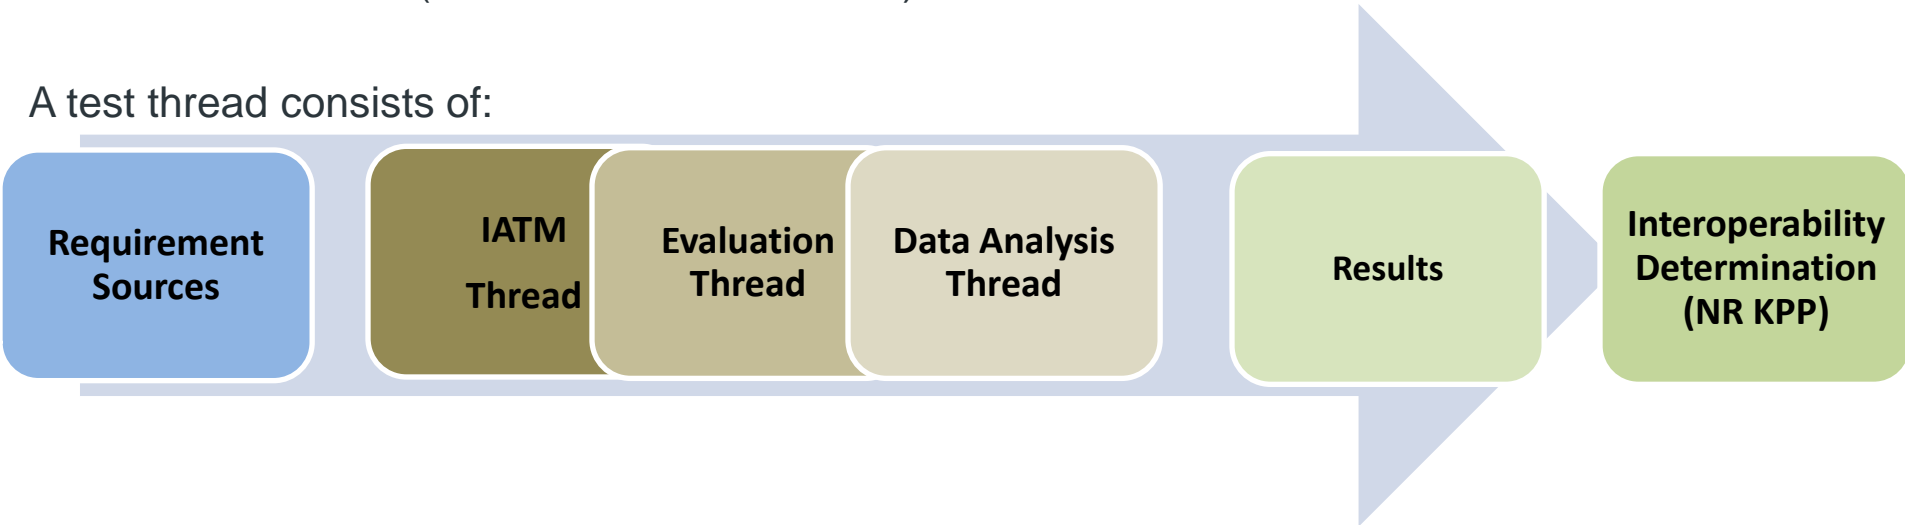 A test thread consists of:
Requirement
Sources
IATM
Thread
Evaluation
Thread
Data Analysis
Thread
Results
Interoperability
Determination
(NR KPP)